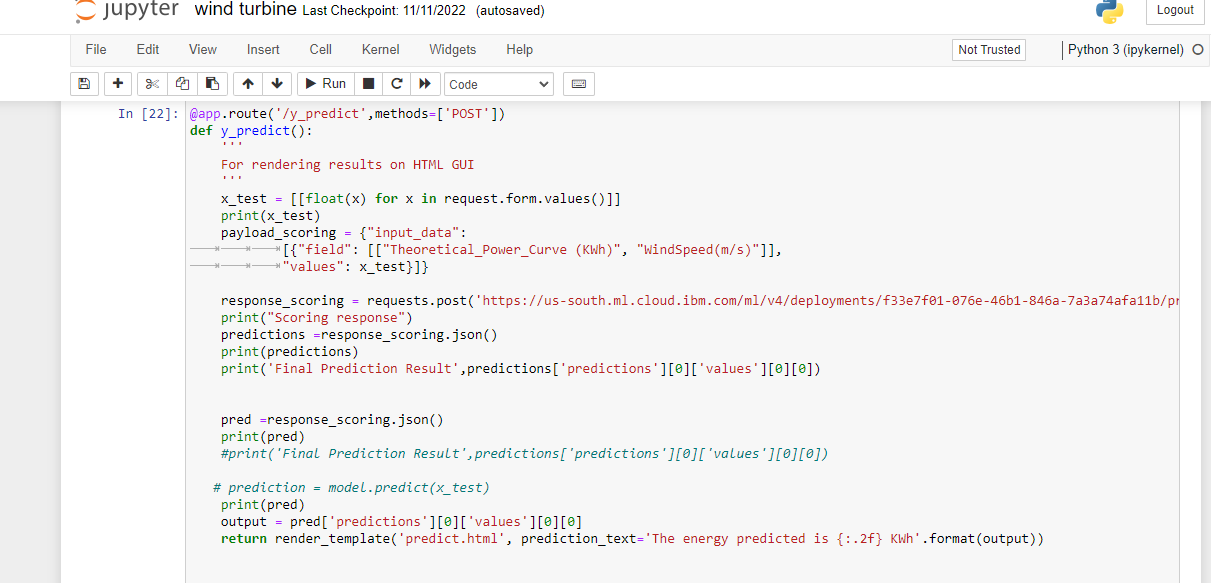 jupyter wind turbine Last Checkpoint: 11/11/2022 (autosaved) Logout
File Edit View Insert Cell Kernel Widgets Help Not Trusted Python 3 (ipykernel)
Run Code
In [22]: @app.route('/y_predict',methods=['POST'])
def y_predict():
    '''
    For rendering results on HTML GUI
    '''
    x_test = [[float(x) for x in request.form.values()]]
    print(x_test)
    payload_scoring = {"input_data":
            [{"field": [["Theoretical_Power_Curve (KWh)", "WindSpeed(m/s)"]],
            "values": x_test}]}
    response_scoring = requests.post('https://us-south.ml.cloud.ibm.com/ml/v4/deployments/f33e7f01-076e-46b1-846a-7a3a74afa11b/pr
    print("Scoring response")
    predictions =response_scoring.json()
    print(predictions)
    print('Final Prediction Result',predictions['predictions'][0]['values'][0][0])
    pred =response_scoring.json()
    print(pred)
    #print('Final Prediction Result',predictions['predictions'][0]['values'][0][0])
   # prediction = model.predict(x_test)
    print(pred)
    output = pred['predictions'][0]['values'][0][0]
    return render_template('predict.html', prediction_text='The energy predicted is {:.2f} KWh'.format(output))